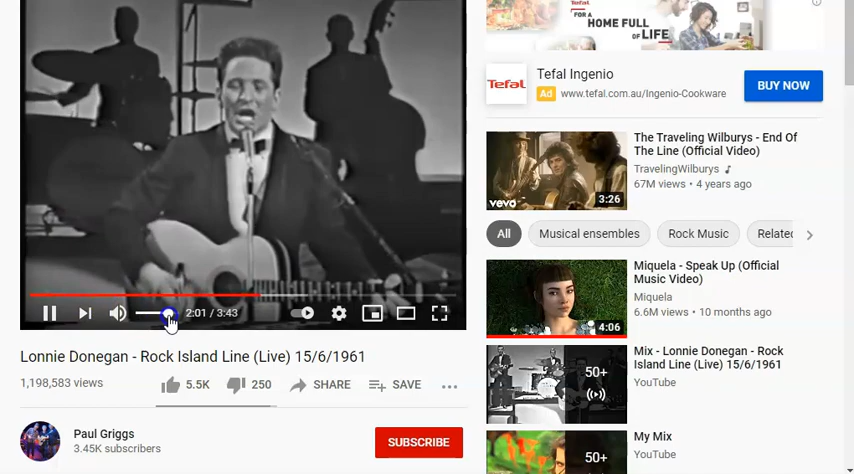 2:01 / 3:43
Lonnie Donegan - Rock Island Line (Live) 15/6/1961
1,198,583 views
5.5K
250
SHARE
SAVE
Paul Griggs
3.45K subscribers
SUBSCRIBE
Tefal
FOR A
HOME FULL
OF LIFE
Tefal
Tefal Ingenio
Ad www.tefal.com.au/Ingenio-Cookware
BUY NOW
vevo
3:26
The Traveling Wilburys - End Of
The Line (Official Video)
TravelingWilburys
67M views • 4 years ago
All
Musical ensembles
Rock Music
Related
4:06
Miquela - Speak Up (Official
Music Video)
Miquela
6.6M views • 10 months ago
50+
Mix - Lonnie Donegan - Rock
Island Line (Live) 15/6/1961
YouTube
50+
My Mix
YouTube